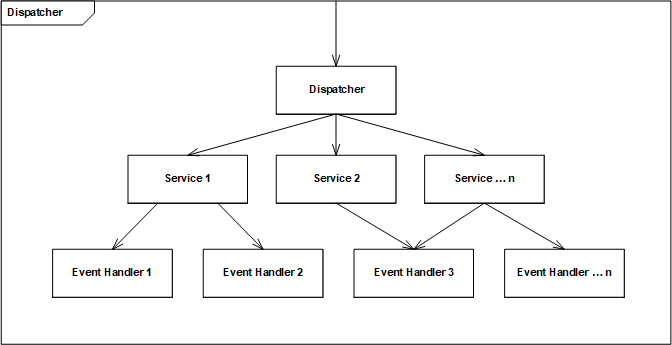 Dispatcher
Dispatcher
Service 1
Service 2
Service ... n
Event Handler 1
Event Handler 2
Event Handler 3
Event Handler ... n